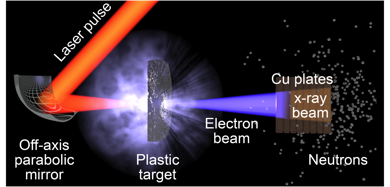 Laser pulse
Cu plates
x-ray
beam
Electron
beam
Off-axis
parabolic
mirror
Plastic
target
Neutrons